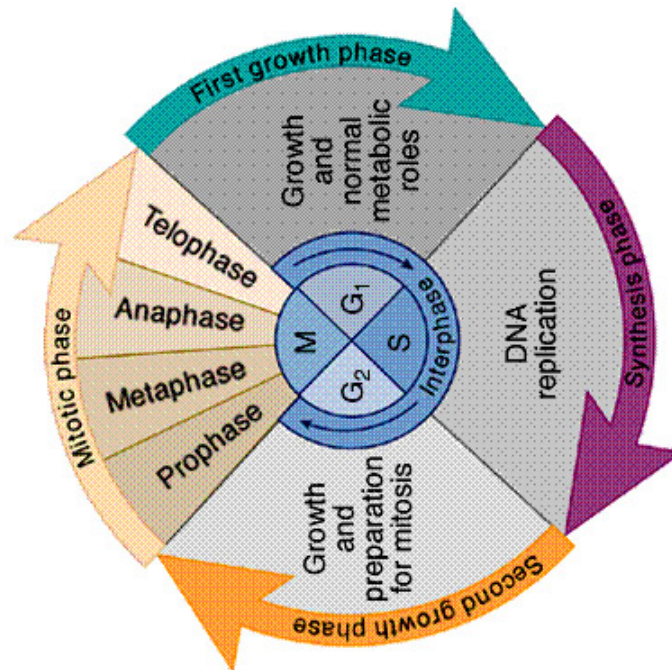 First growth phase
Growth
and
normal
metabolic
roles
Synthesis phase
DNA
replication
Second growth phase
Growth
and
preparation
for mitosis
Mitotic phase
Prophase
Metaphase
Anaphase
Telophase
Interphase
G1
S
G2
M